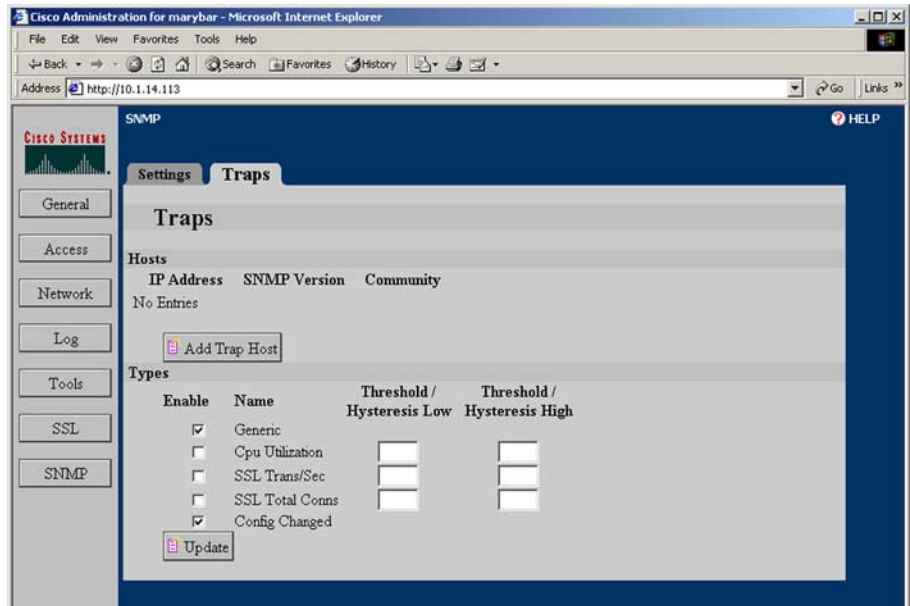 Cisco Administration for marybar - Microsoft Internet Explorer
File Edit View Favorites Tools Help
Back Search Favorites History
Address http://10.1.14.113 Go Links »
CISCO SYSTEMS
SNMP
HELP
General
Access
Network
Log
Tools
SSL
SNMP
Settings Traps
Traps
Hosts
IP Address SNMP Version Community
No Entries
Add Trap Host
Types
Enable Name Threshold / Hysteresis Low Threshold / Hysteresis High
Generic
Cpu Utilization
SSL Trans/Sec
SSL Total Conns
Config Changed
Update